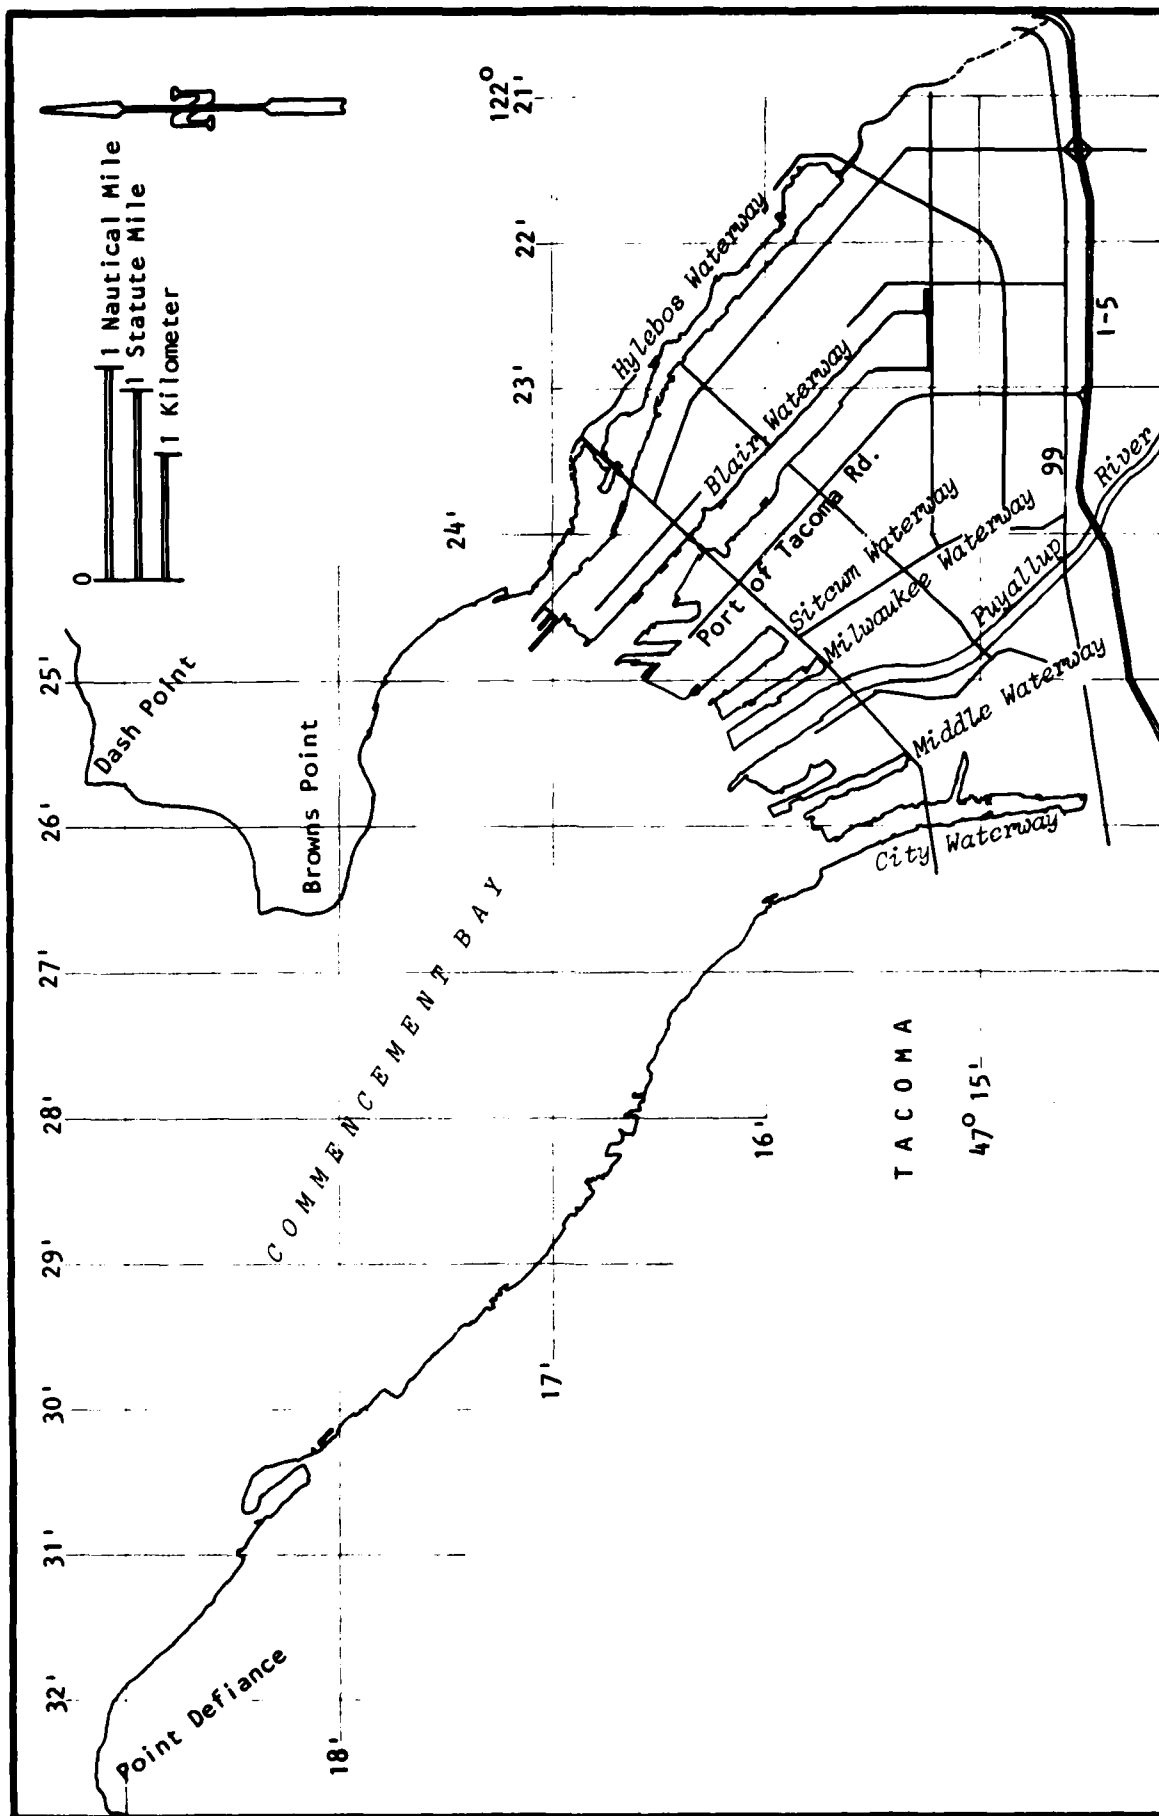 1 Nautical Mile
1 Statute Mile
1 Kilometer
0
N
32'
31'
30'
29'
28'
27'
26'
25'
24'
23'
22'
122°
21'
Point Defiance
Dash Point
Browns Point
COMMENCEMENT BAY
18'
17'
16'
47° 15'
TACOMA
Hylebos Waterway
Blair Waterway
Port of Tacoma Rd.
Sitcum Waterway
Milwaukee Waterway
Puyallup River
Middle Waterway
City Waterway
99
I-5